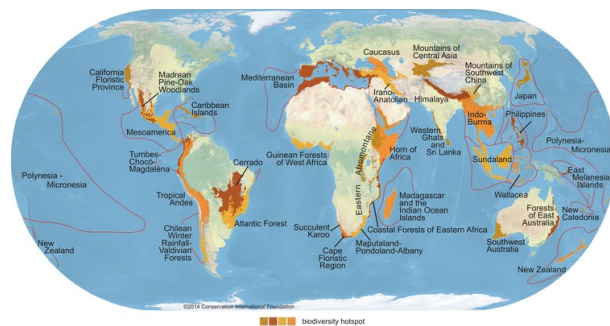 California
Floristic
Province
Madrean
Pine-Oak
Woodlands
Caribbean
Islands
Mesoamerica
Tumbes-
Chocó-
Magdalena
Polynesia -
Micronesia
Tropical
Andes
Cerrado
Atlantic Forest
Chilean
Winter
Rainfall-
Valdivian
Forests
New
Zealand
Mediterranean
Basin
Caucasus
Irano-
Anatolian
Mountains of
Central Asia
Mountains of
Southwest
China
Himalaya
Japan
Indo-
Burma
Philippines
Western
Ghats
and
Sri Lanka
Guinean Forests
of West Africa
Eastern Afromontane
Horn of
Africa
Sundaland
Wallacea
Polynesia-
Micronesia
East
Melanesian
Islands
New
Caledonia
Madagascar
and the
Indian Ocean
Islands
Coastal Forests of Eastern Africa
Succulent
Karoo
Cape
Floristic
Region
Maputaland-
Pondoland-Albany
Forests
of East
Australia
Southwest
Australia
New Zealand
©2014 Conservation International Foundation
biodiversity hotspot